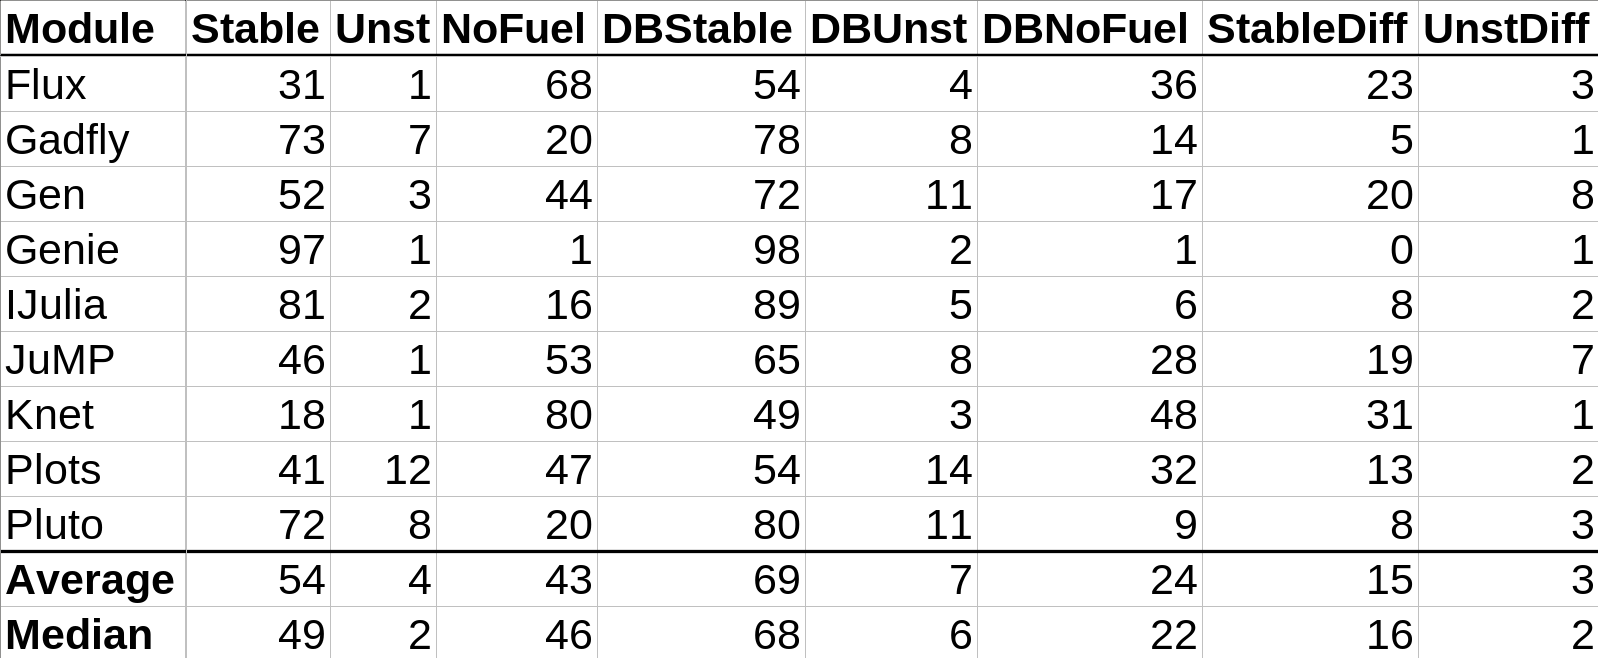 Module Stable Unst NoFuel DBStable DBUnst DBNoFuel StableDiff UnstDiff
Flux 31 1 68 54 4 36 23 3
Gadfly 73 7 20 78 8 14 5 1
Gen 52 3 44 72 11 17 20 8
Genie 97 1 1 98 2 1 0 1
IJulia 81 2 16 89 5 6 8 2
JuMP 46 1 53 65 8 28 19 7
Knet 18 1 80 49 3 48 31 1
Plots 41 12 47 54 14 32 13 2
Pluto 72 8 20 80 11 9 8 3
Average 54 4 43 69 7 24 15 3
Median 49 2 46 68 6 22 16 2